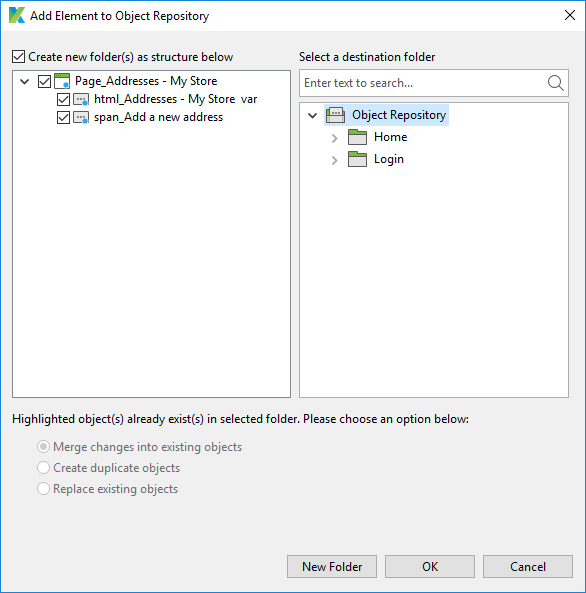 Add Element to Object Repository
Create new folder(s) as structure below
Page_Addresses - My Store
html_Addresses - My Store  var
span_Add a new address
Select a destination folder
Enter text to search...
Object Repository
Home
Login
Highlighted object(s) already exist(s) in selected folder. Please choose an option below:
Merge changes into existing objects
Create duplicate objects
Replace existing objects
New Folder
OK
Cancel